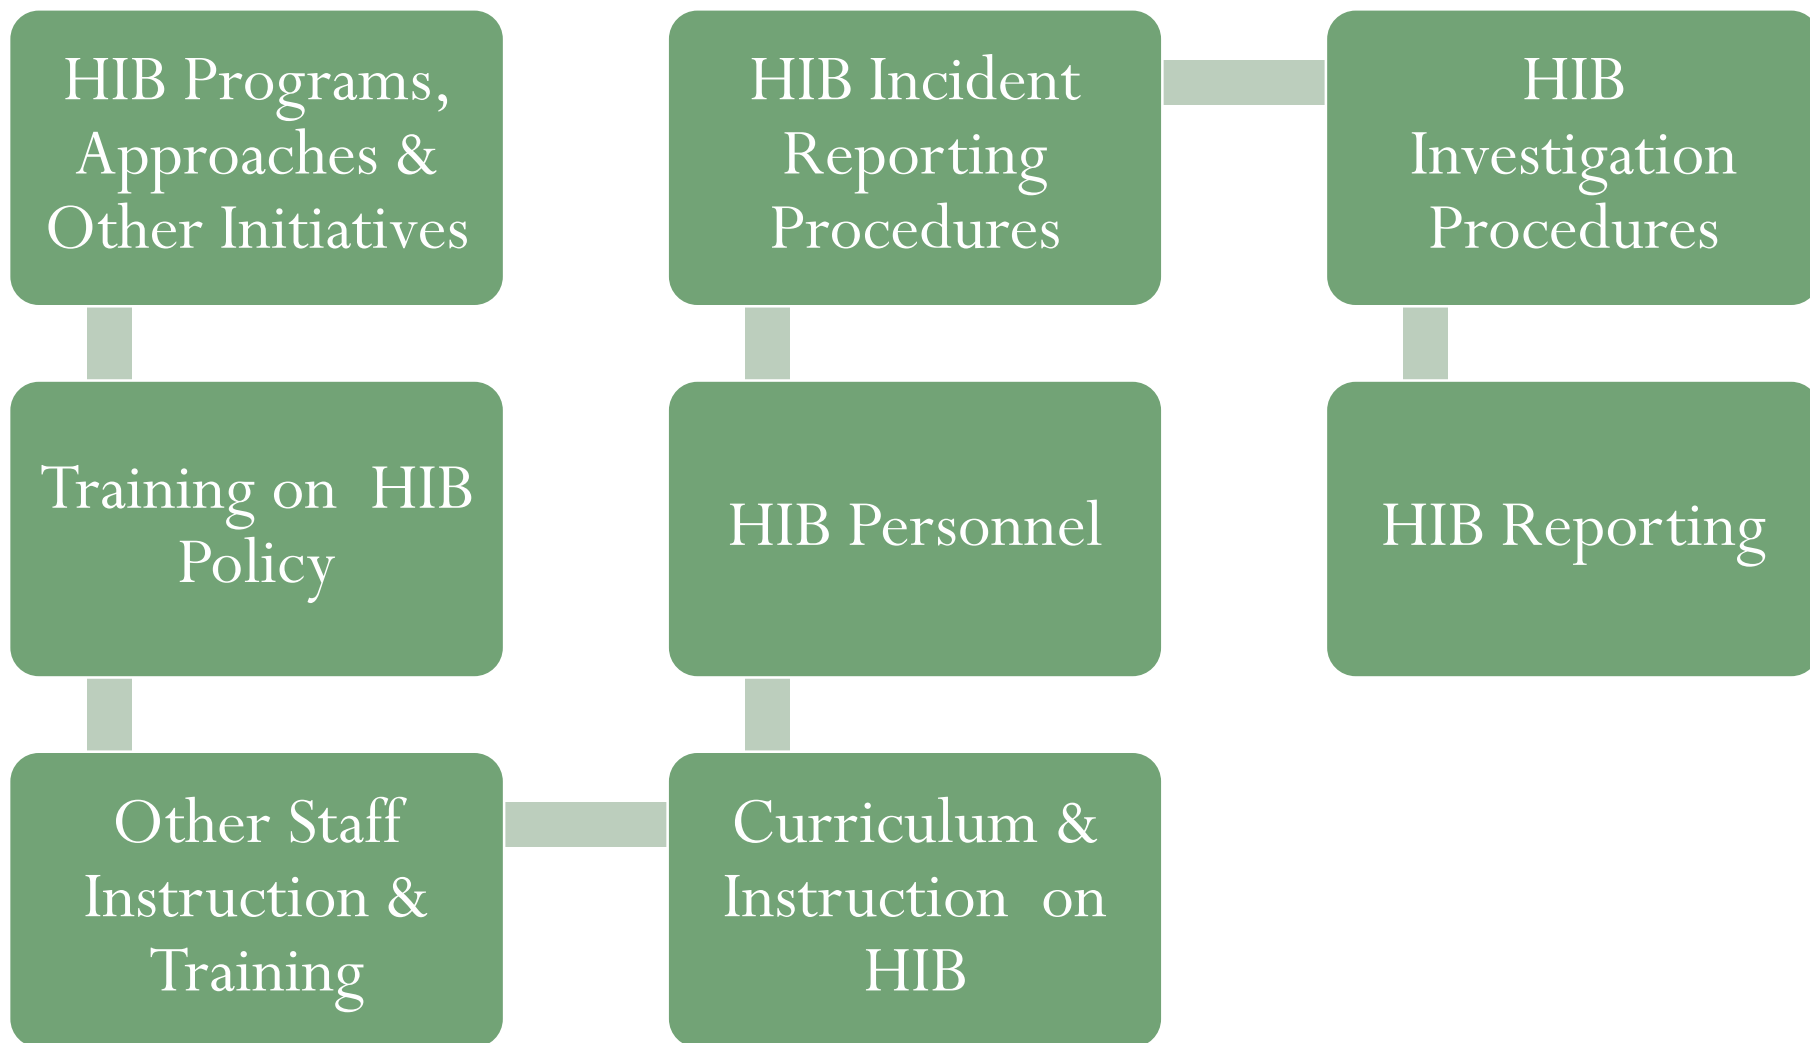 HIB Programs,
Approaches &
Other Initiatives
Training on  HIB
Policy
Other Staff
Instruction &
Training
Curriculum &
Instruction  on
HIB
HIB Personnel
HIB Incident
Reporting
Procedures
HIB
Investigation
Procedures
HIB Reporting